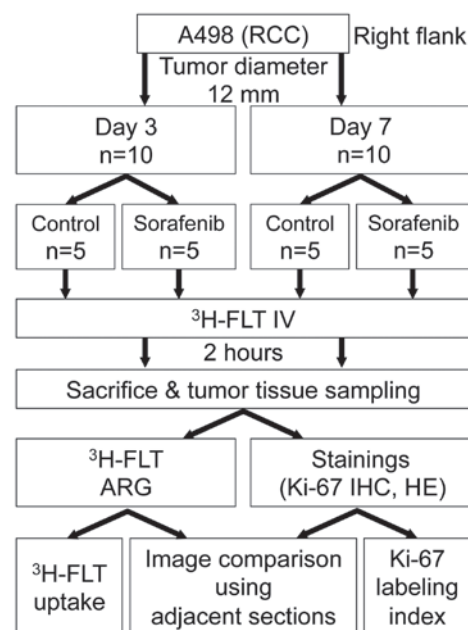 A498 (RCC)
Right flank
Tumor diameter
12 mm
Day 3
n=10
Day 7
n=10
Control
n=5
Sorafenib
n=5
Control
n=5
Sorafenib
n=5
³H-FLT IV
2 hours
Sacrifice & tumor tissue sampling
³H-FLT
ARG
Stainings
(Ki-67 IHC, HE)
³H-FLT
uptake
Image comparison
using
adjacent sections
Ki-67
labeling
index